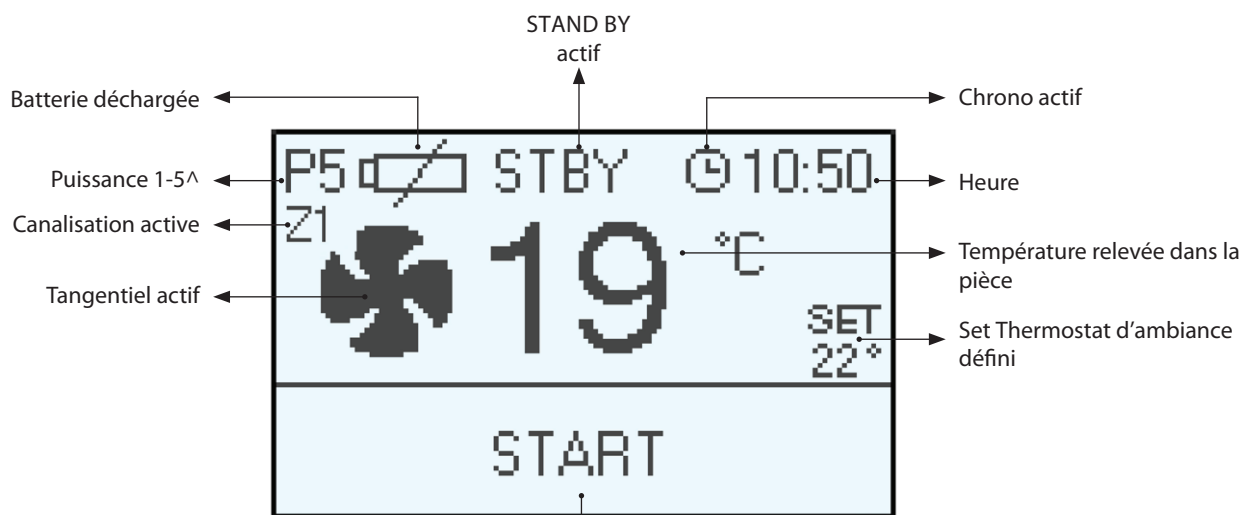 STAND BY
actif
Batterie déchargée
Chrono actif
P5 STBY 10:50
Puissance 1-5^
Heure
Canalisation active
Z1
19 °C
Température relevée dans la
pièce
Tangentiel actif
SET
22°
Set Thermostat d’ambiance
défini
START